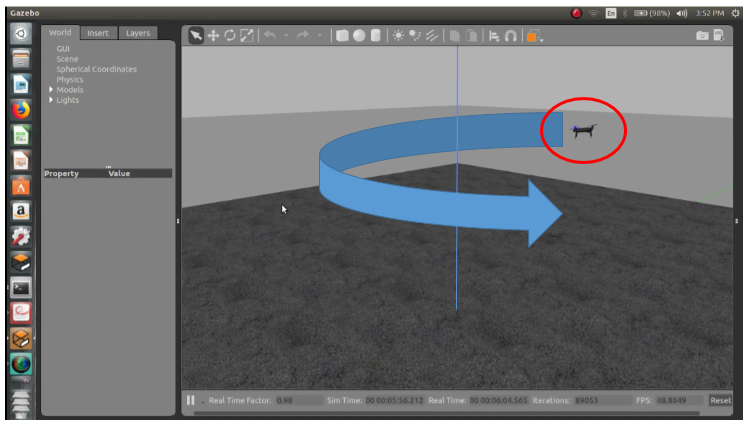 Gazebo
En
(98%)
3:52 PM
World Insert Layers
GUI
Scene
Spherical Coordinates
Physics
Models
Lights
Property Value
Real Time Factor: 0.98 Sim Time: 00 00:05:56.212 Real Time: 00 00:06:04.565 Iterations: 89053 FPS: 48.8649 Reset